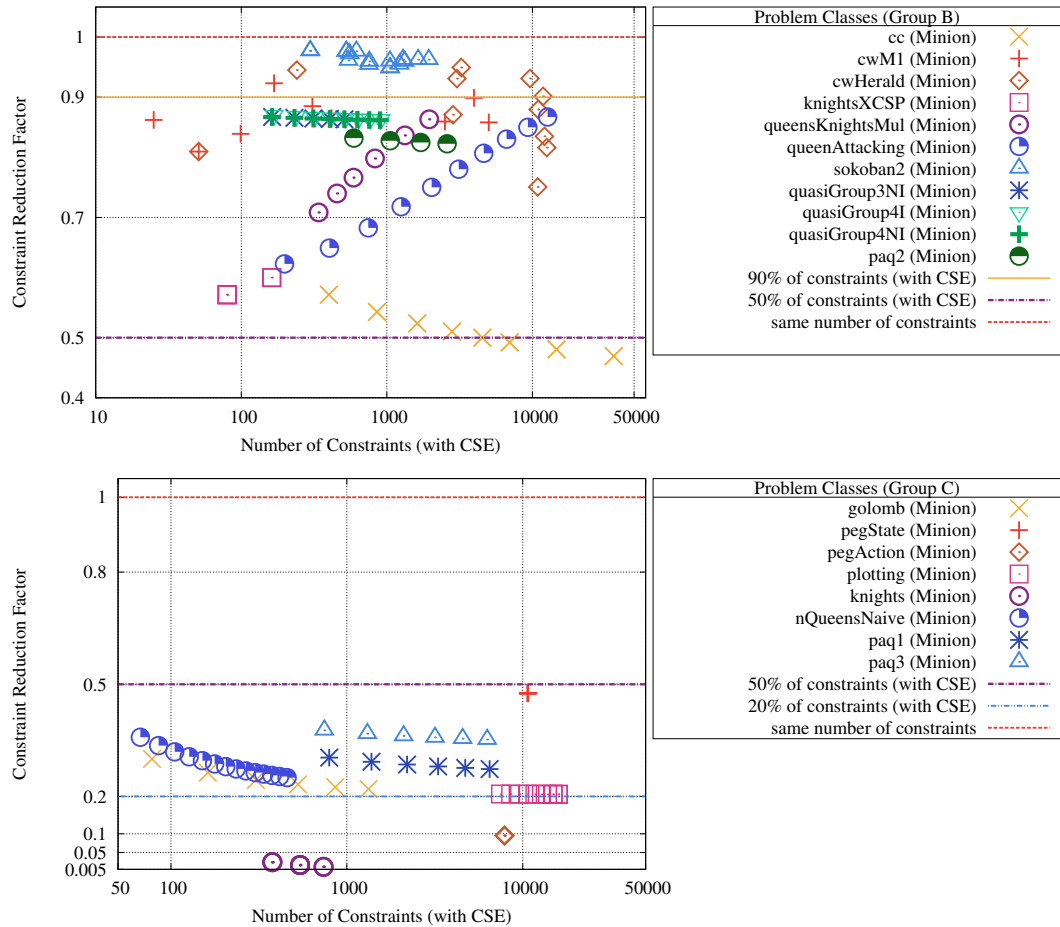 Problem Classes (Group B)
cc (Minion)
cwM1 (Minion)
cwHerald (Minion)
knightsXCSP (Minion)
queensKnightsMul (Minion)
queenAttacking (Minion)
sokoban2 (Minion)
quasiGroup3NI (Minion)
quasiGroup4I (Minion)
quasiGroup4NI (Minion)
paq2 (Minion)
90% of constraints (with CSE)
50% of constraints (with CSE)
same number of constraints
Constraint Reduction Factor
1
0.9
0.7
0.5
0.4
10 100 1000 10000 50000
Number of Constraints (with CSE)
Problem Classes (Group C)
golomb (Minion)
pegState (Minion)
pegAction (Minion)
plotting (Minion)
knights (Minion)
nQueensNaive (Minion)
paq1 (Minion)
paq3 (Minion)
50% of constraints (with CSE)
20% of constraints (with CSE)
same number of constraints
Constraint Reduction Factor
1
0.8
0.5
0.2
0.1
0.05
0.005
50 100 1000 10000 50000
Number of Constraints (with CSE)